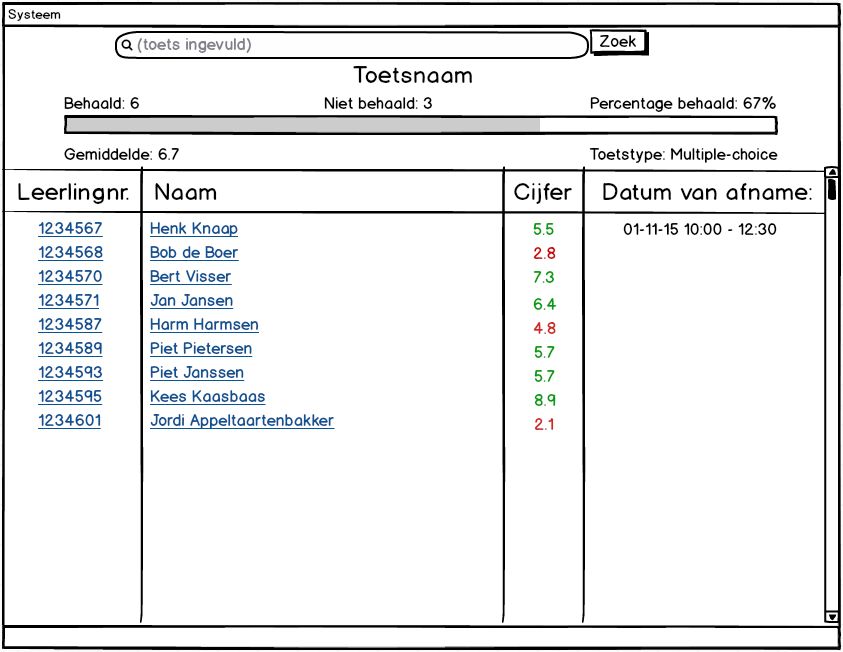 Systeem
(toets ingevuld) Zoek
Toetsnaam
Behaald: 6 Niet behaald: 3 Percentage behaald: 67%
Gemiddelde: 6.7 Toetstype: Multiple-choice
Leerlingnr. Naam Cijfer Datum van afname:
1234567 Henk Knaap 5.5 01-11-15 10:00 - 12:30
1234568 Bob de Boer 2.8
1234570 Bert Visser 7.3
1234571 Jan Jansen 6.4
1234587 Harm Harmsen 4.8
1234589 Piet Pietersen 5.7
1234593 Piet Janssen 5.7
1234595 Kees Kaasbaas 8.9
1234601 Jordi Appeltaartenbakker 2.1